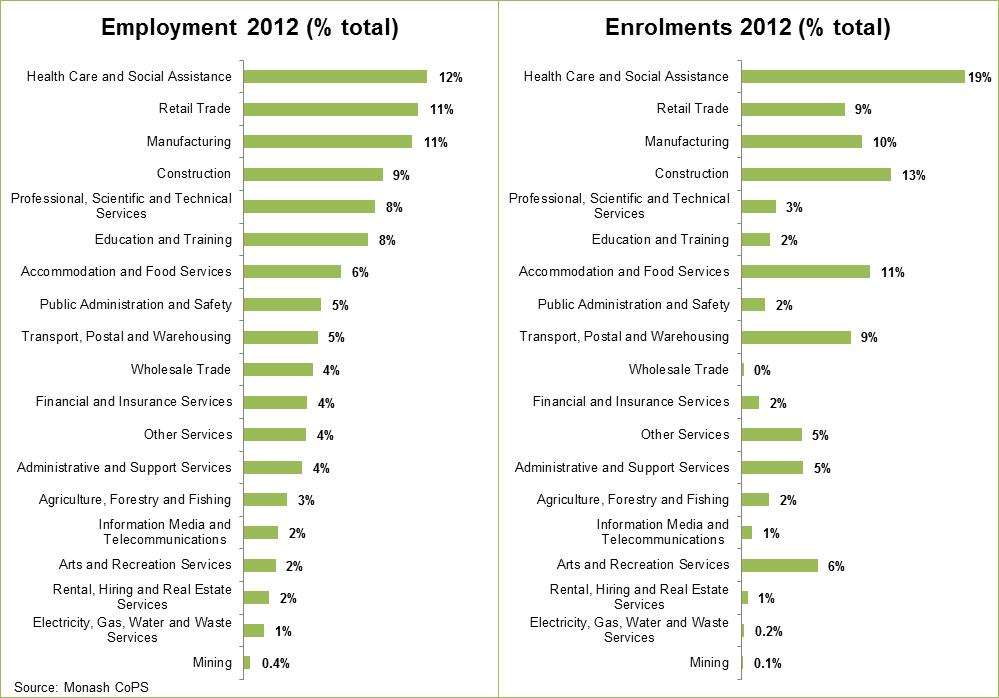 Employment 2012 (% total)
Health Care and Social Assistance 12%
Retail Trade 11%
Manufacturing 11%
Construction 9%
Professional, Scientific and Technical
Services 8%
Education and Training 8%
Accommodation and Food Services 6%
Public Administration and Safety 5%
Transport, Postal and Warehousing 5%
Wholesale Trade 4%
Financial and Insurance Services 4%
Other Services 4%
Administrative and Support Services 4%
Agriculture, Forestry and Fishing 3%
Information Media and
Telecommunications 2%
Arts and Recreation Services 2%
Rental, Hiring and Real Estate
Services 2%
Electricity, Gas, Water and Waste
Services 1%
Mining 0.4%
Source: Monash CoPS
Enrolments 2012 (% total)
Health Care and Social Assistance 19%
Retail Trade 9%
Manufacturing 10%
Construction 13%
Professional, Scientific and Technical
Services 3%
Education and Training 2%
Accommodation and Food Services 11%
Public Administration and Safety 2%
Transport, Postal and Warehousing 9%
Wholesale Trade 0%
Financial and Insurance Services 2%
Other Services 5%
Administrative and Support Services 5%
Agriculture, Forestry and Fishing 2%
Information Media and
Telecommunications 1%
Arts and Recreation Services 6%
Rental, Hiring and Real Estate
Services 1%
Electricity, Gas, Water and Waste
Services 0.2%
Mining 0.1%